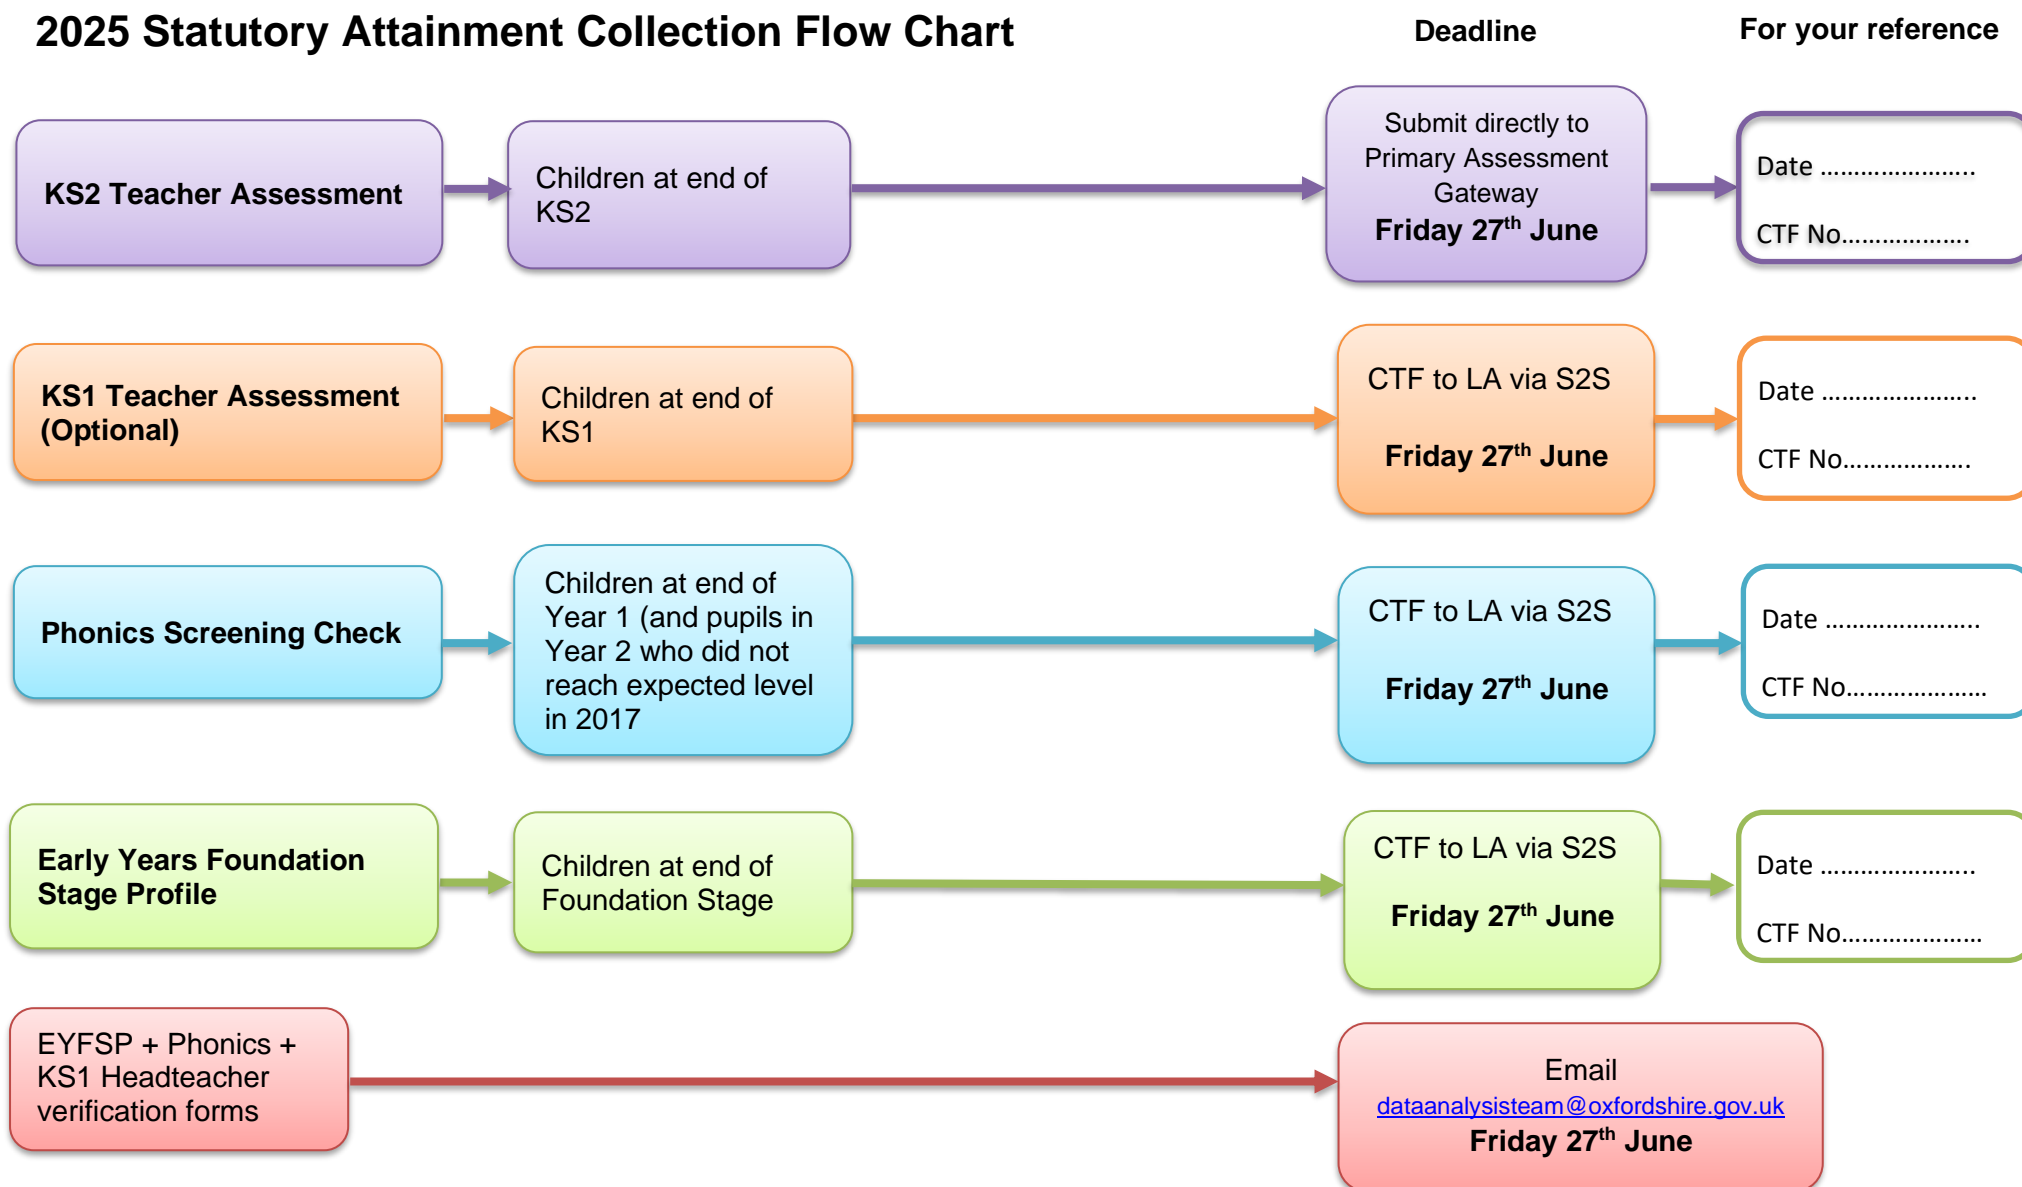 2025 Statutory Attainment Collection Flow Chart
Deadline
For your reference
KS2 Teacher Assessment
Children at end of
KS2
Submit directly to
Primary Assessment
Gateway
Friday 27th June
Date …………………..
CTF No……………….
KS1 Teacher Assessment
(Optional)
Children at end of
KS1
CTF to LA via S2S
Friday 27th June
Date …………………..
CTF No……………….
Phonics Screening Check
Children at end of
Year 1 (and pupils in
Year 2 who did not
reach expected level
in 2017
CTF to LA via S2S
Friday 27th June
Date …………………..
CTF No…………………
Early Years Foundation
Stage Profile
Children at end of
Foundation Stage
CTF to LA via S2S
Friday 27th June
Date …………………..
CTF No…………………
EYFSP + Phonics +
KS1 Headteacher
verification forms
Email
dataanalysisteam@oxfordshire.gov.uk
Friday 27th June